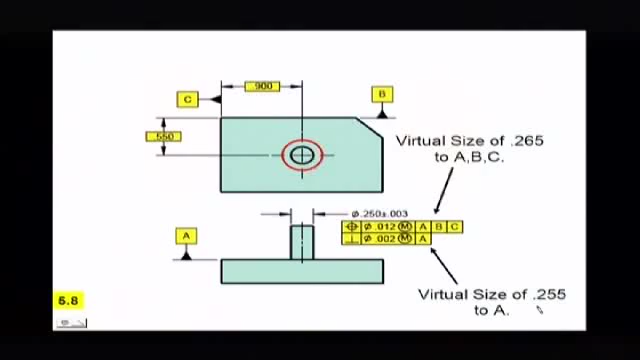 900
C
B
550
Virtual Size of .265
to A,B,C.
Ø.250±.003
⌖ Ø .012 Ⓜ A B C
⊥ Ø .002 Ⓜ A
A
Virtual Size of .255
to A.
5.8